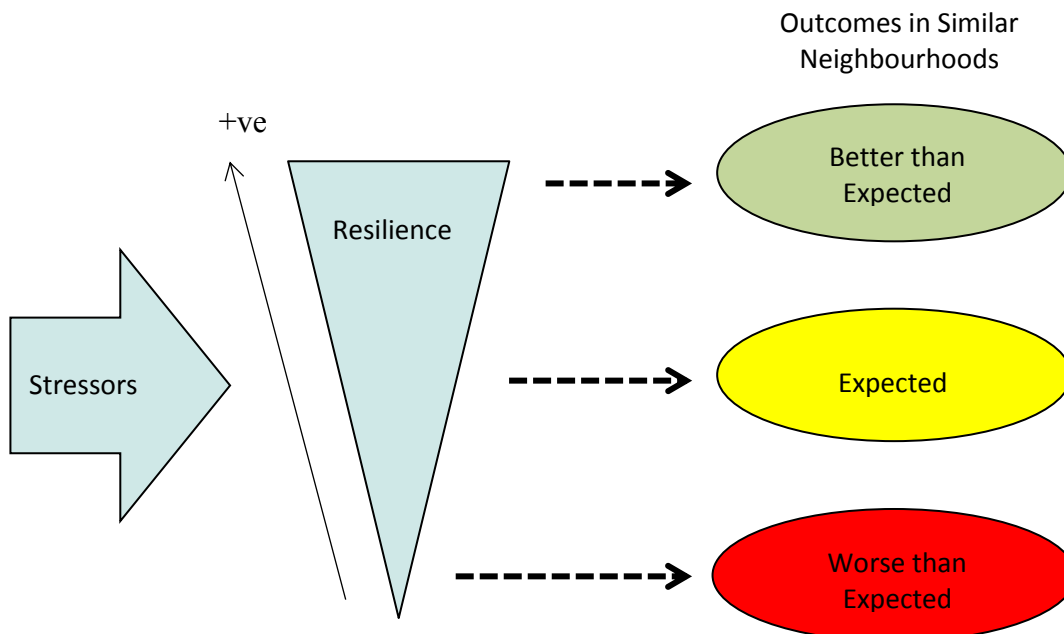 Outcomes in Similar
Neighbourhoods
+ve
Better than
Expected
Resilience
Stressors
Expected
Worse than
Expected